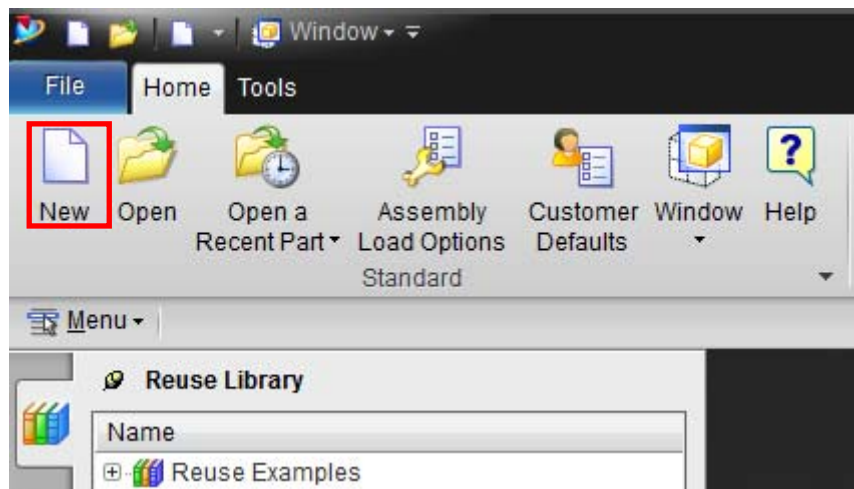 Window
File Home Tools
New Open Open a Assembly Customer Window Help
Recent Part Load Options Defaults
Standard
Menu
Reuse Library
Name
Reuse Examples